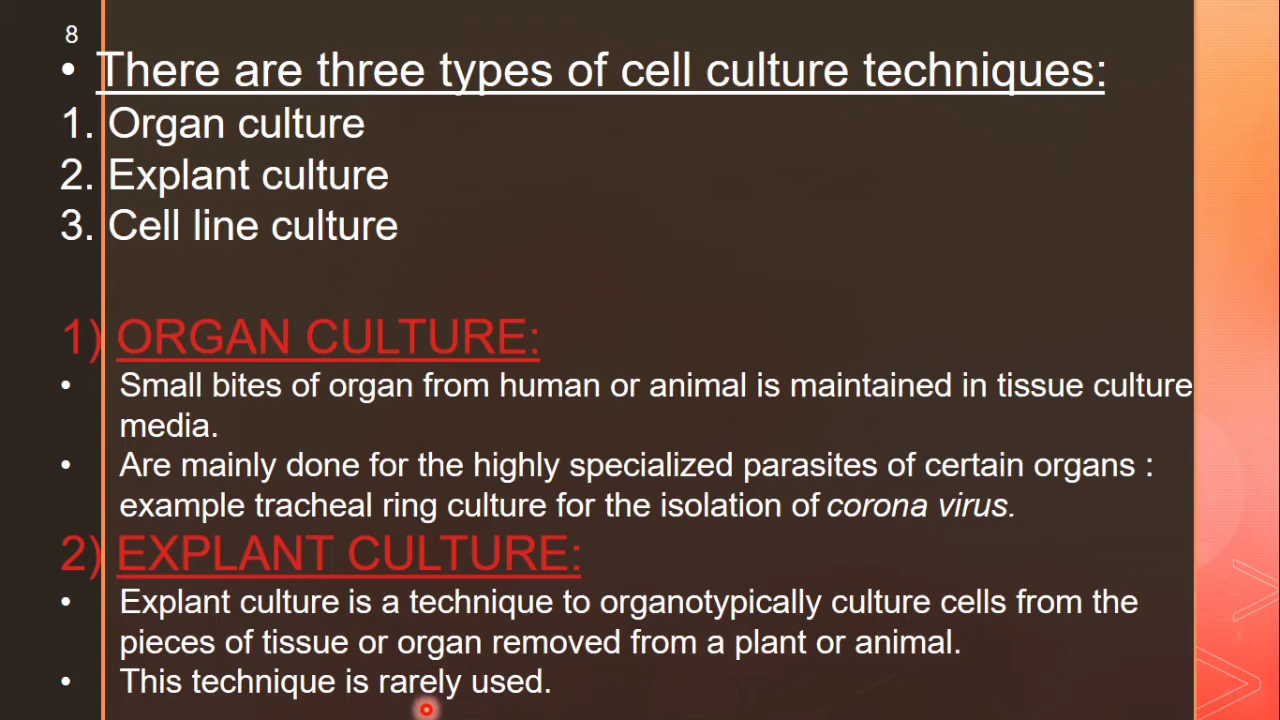 8
• There are three types of cell culture techniques:
1. Organ culture
2. Explant culture
3. Cell line culture
1) ORGAN CULTURE:
• Small bites of organ from human or animal is maintained in tissue culture
media.
• Are mainly done for the highly specialized parasites of certain organs :
example tracheal ring culture for the isolation of corona virus.
2) EXPLANT CULTURE:
• Explant culture is a technique to organotypically culture cells from the
pieces of tissue or organ removed from a plant or animal.
• This technique is rarely used.